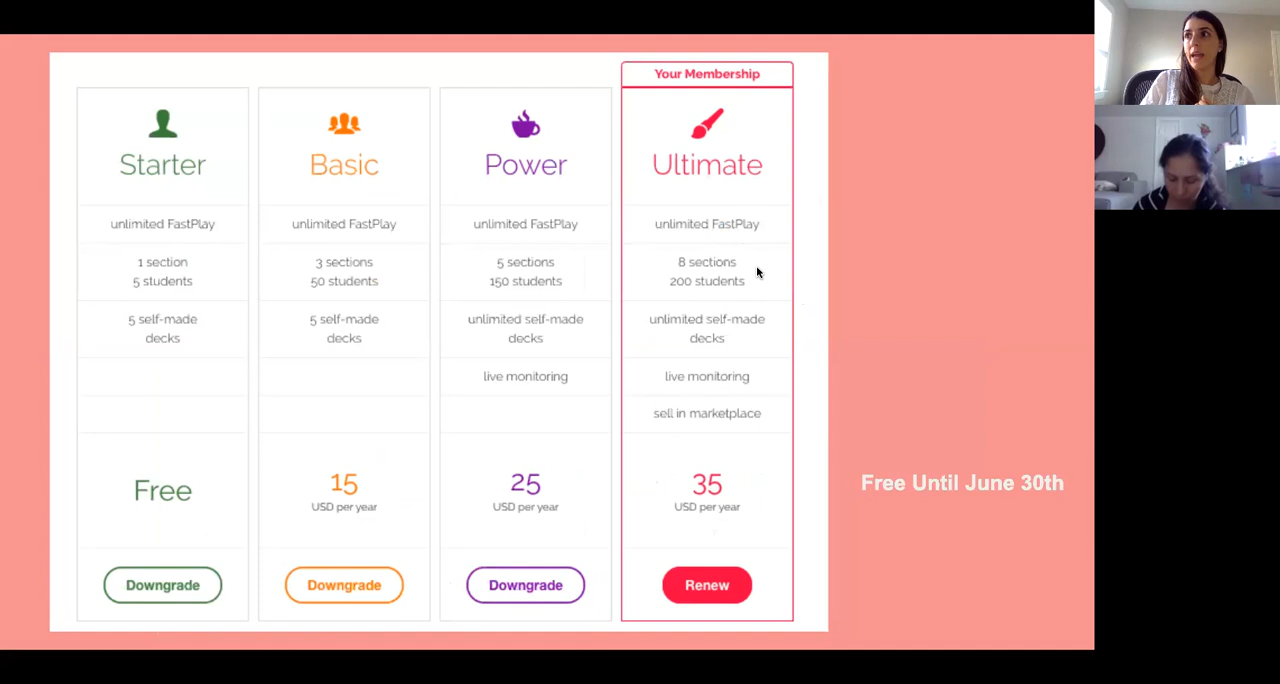 Your Membership
Starter
unlimited FastPlay
1 section
5 students
5 self-made
decks
Free
Downgrade
Basic
unlimited FastPlay
3 sections
50 students
5 self-made
decks
15
USD per year
Downgrade
Power
unlimited FastPlay
5 sections
150 students
unlimited self-made
decks
live monitoring
25
USD per year
Downgrade
Ultimate
unlimited FastPlay
8 sections
200 students
unlimited self-made
decks
live monitoring
sell in marketplace
35
USD per year
Renew
Free Until June 30th